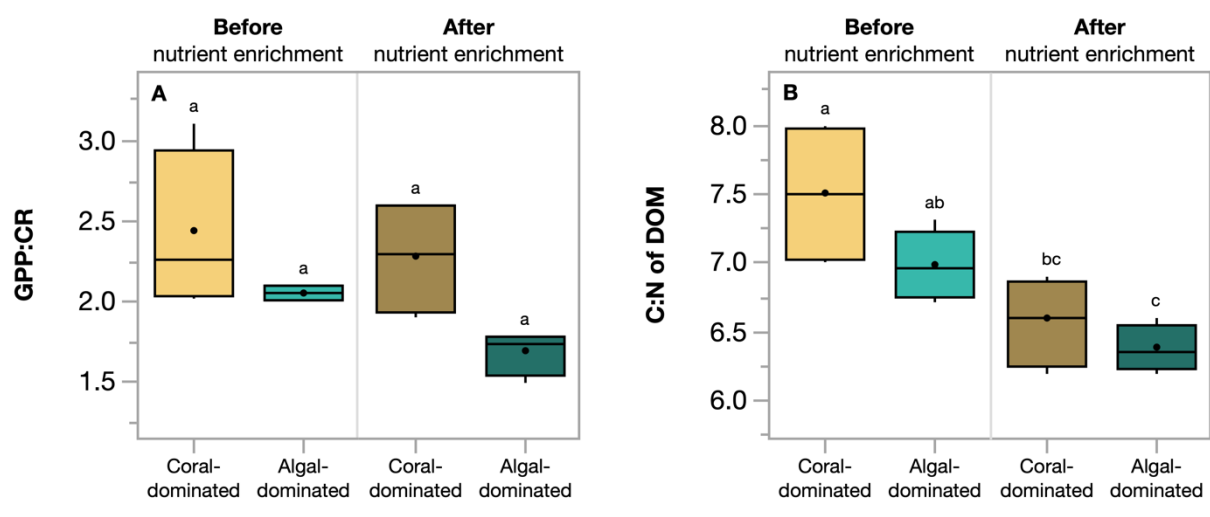 Before
nutrient enrichment
After
nutrient enrichment
A
a
a
a
a
3.0
2.5
2.0
1.5
GPP:CR
Coral-
dominated
Algal-
dominated
Coral-
dominated
Algal-
dominated
Before
nutrient enrichment
After
nutrient enrichment
B
a
ab
bc
c
8.0
7.5
7.0
6.5
6.0
C:N of DOM
Coral-
dominated
Algal-
dominated
Coral-
dominated
Algal-
dominated